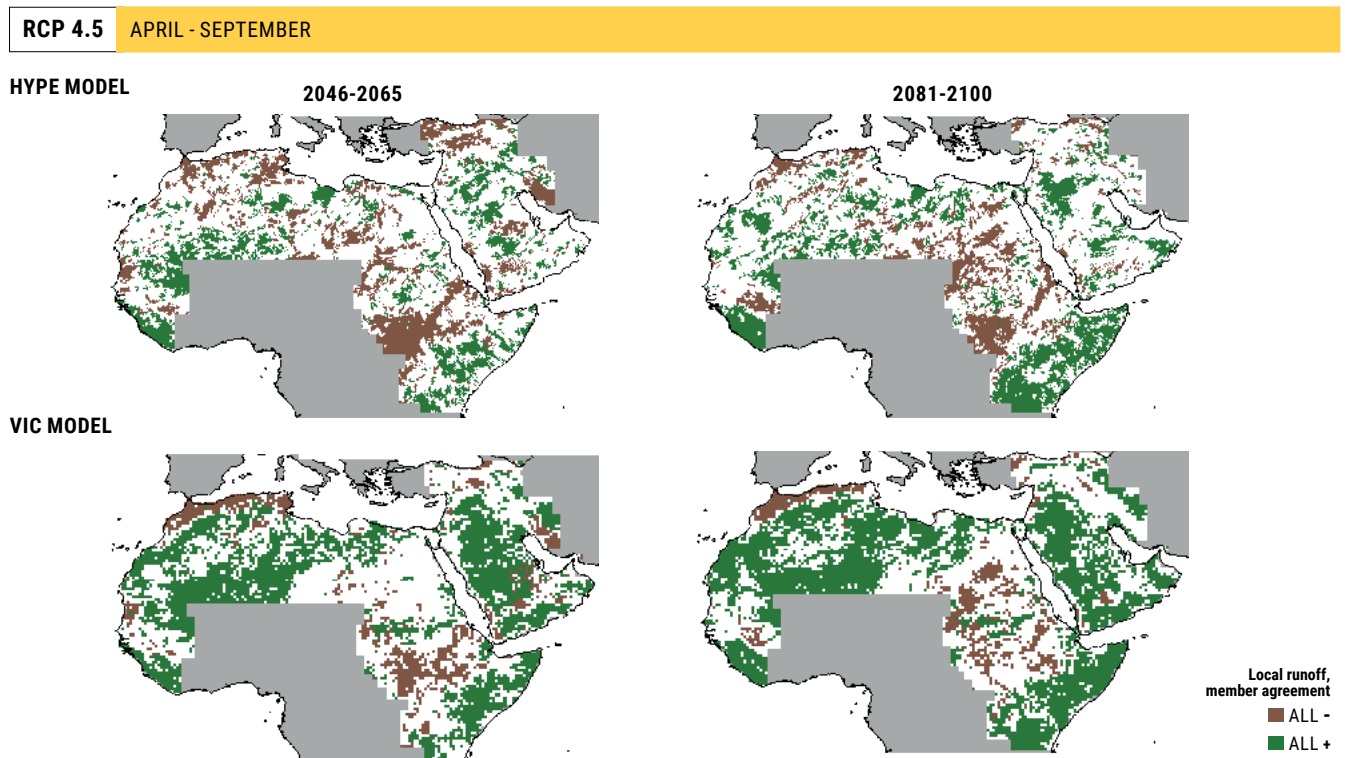 RCP 4.5 APRIL - SEPTEMBER
HYPE MODEL
2046-2065 2081-2100
VIC MODEL
Local runoff,
member agreement
ALL -
ALL +